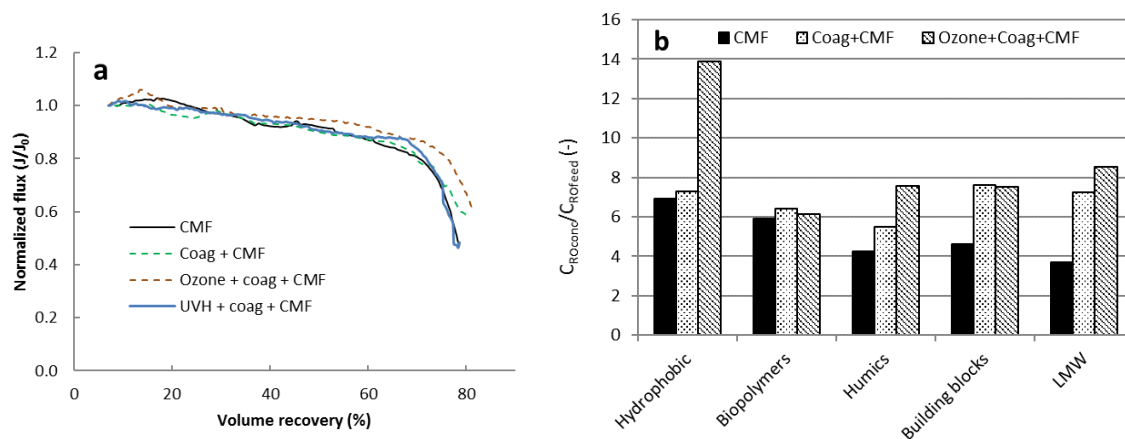 a
1.2
1.0
0.8
0.6
0.4
0.2
0.0
Normalized flux (J/J₀)
CMF
Coag + CMF
Ozone + coag + CMF
UVH + coag + CMF
0 20 40 60 80
Volume recovery (%)
b
CMF Coag+CMF Ozone+Coag+CMF
16
14
12
10
8
6
4
2
0
C_ROconc/C_ROfeed (-)
Hydrophobic
Biopolymers
Humics
Building blocks
LMW